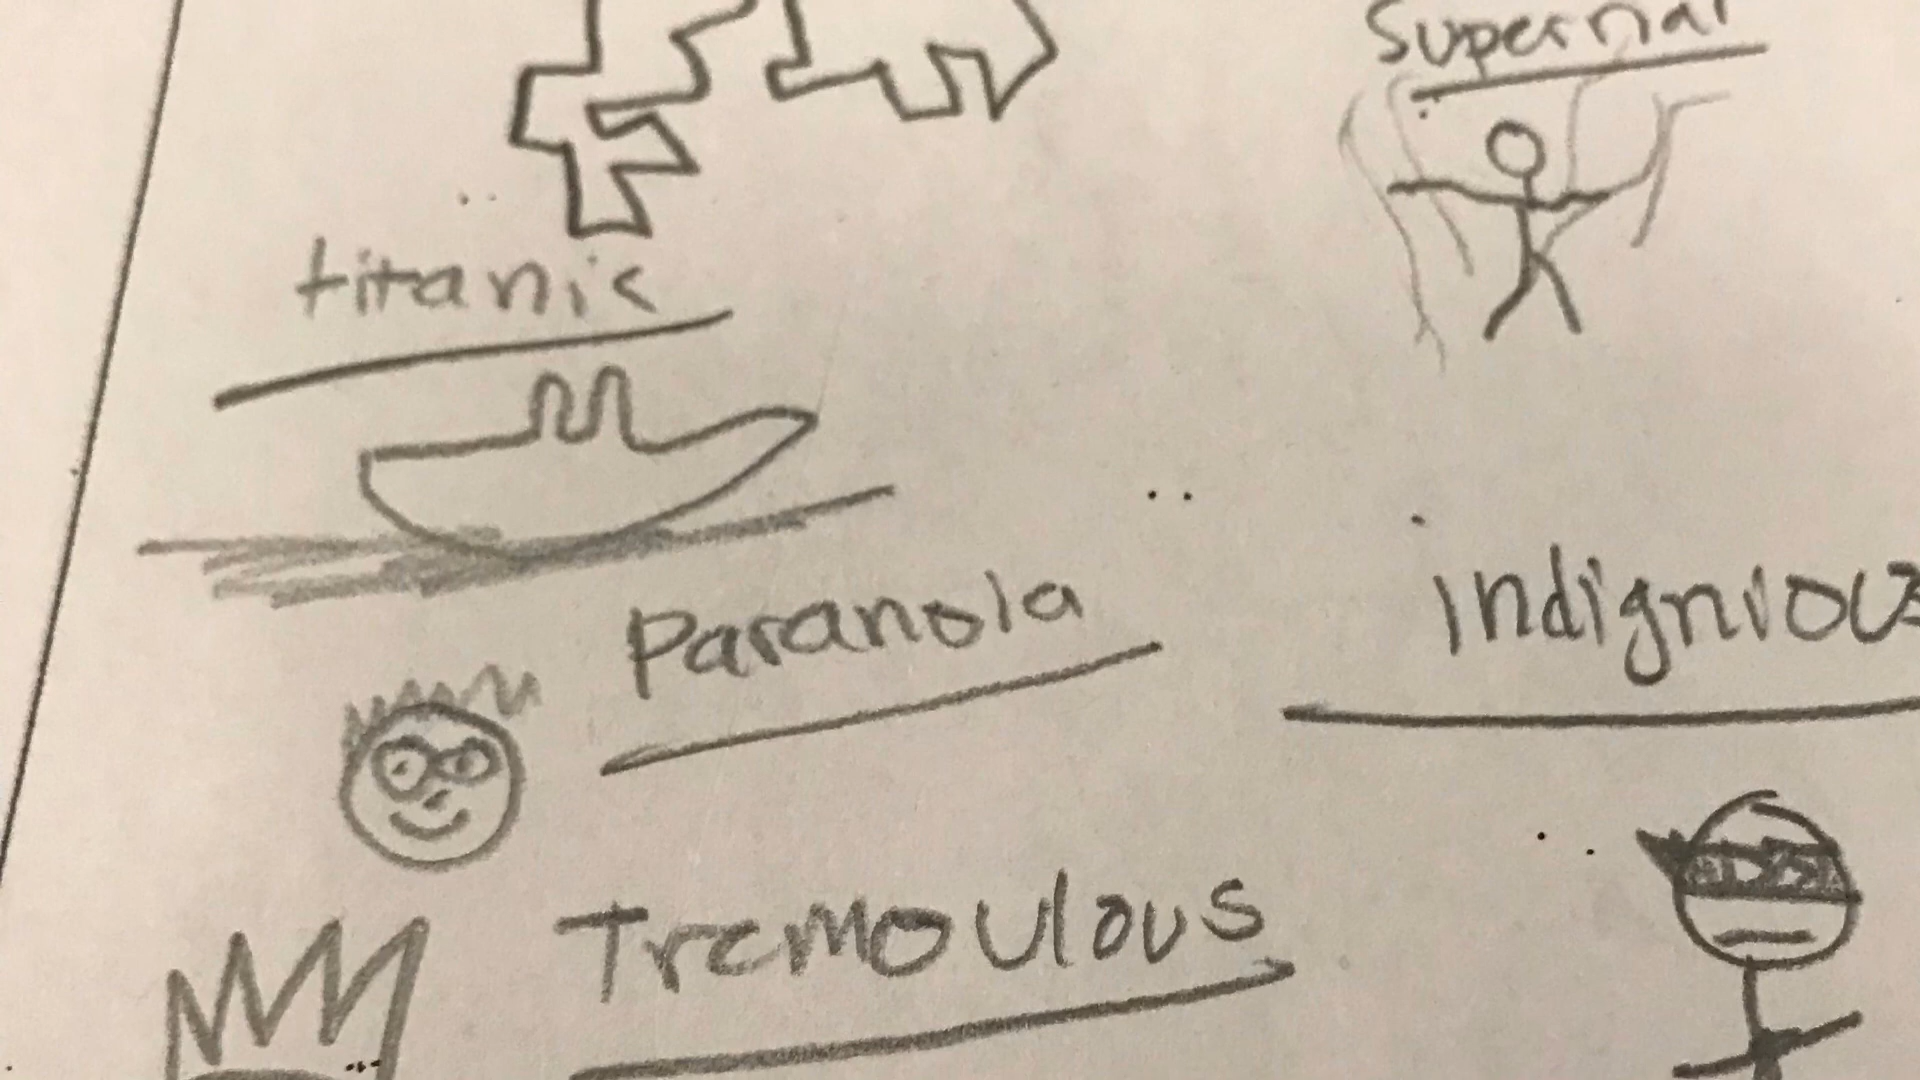 Supernal
titanic
Paranoia
indignious
Tremoulous